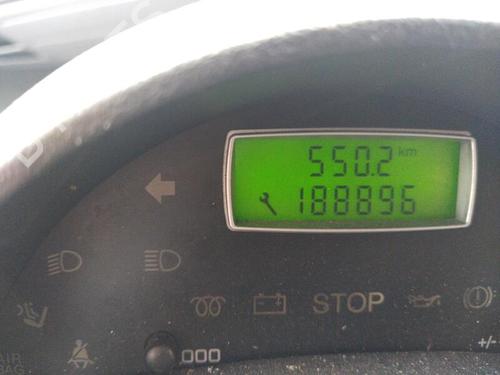 550.2 km
188896
STOP
+/-
.000
AIR
BAG